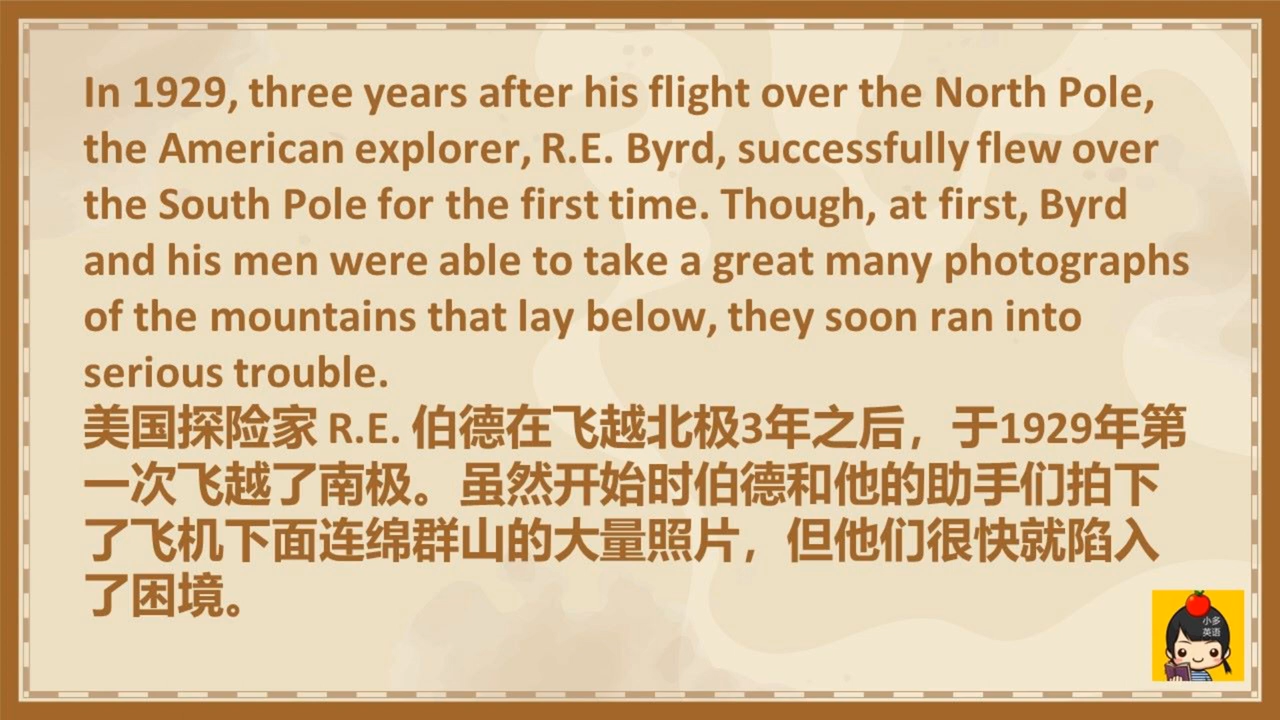 In 1929, three years after his flight over the North Pole,
the American explorer, R.E. Byrd, successfully flew over
the South Pole for the first time. Though, at first, Byrd
and his men were able to take a great many photographs
of the mountains that lay below, they soon ran into
serious trouble.
美国探险家 R.E. 伯德在飞越北极3年之后，于1929年第
一次飞越了南极。虽然开始时伯德和他的助手们拍下
了飞机下面连绵群山的大量照片，但他们很快就陷入
了困境。
小多
英语